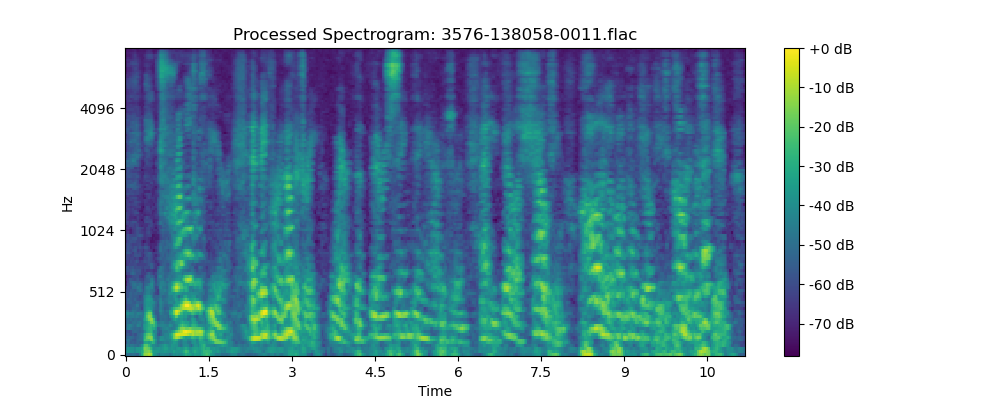 Processed Spectrogram: 3576-138058-0011.flac
Hz
4096
2048
1024
512
0
0 1.5 3 4.5 6 7.5 9 10
Time
+0 dB
-10 dB
-20 dB
-30 dB
-40 dB
-50 dB
-60 dB
-70 dB